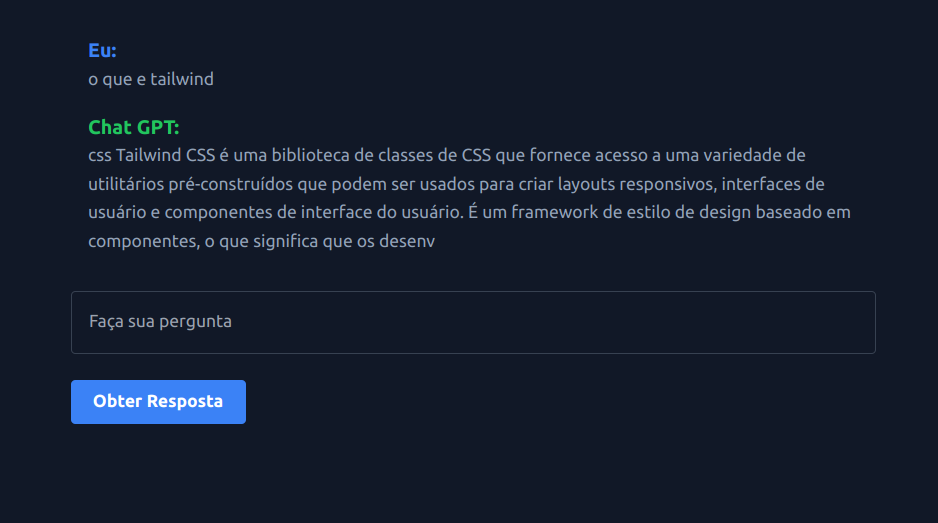 Eu:
o que e tailwind
Chat GPT:
css Tailwind CSS é uma biblioteca de classes de CSS que fornece acesso a uma variedade de
utilitários pré-construídos que podem ser usados para criar layouts responsivos, interfaces de
usuário e componentes de interface do usuário. É um framework de estilo de design baseado em
componentes, o que significa que os desenv
Faça sua pergunta
Obter Resposta